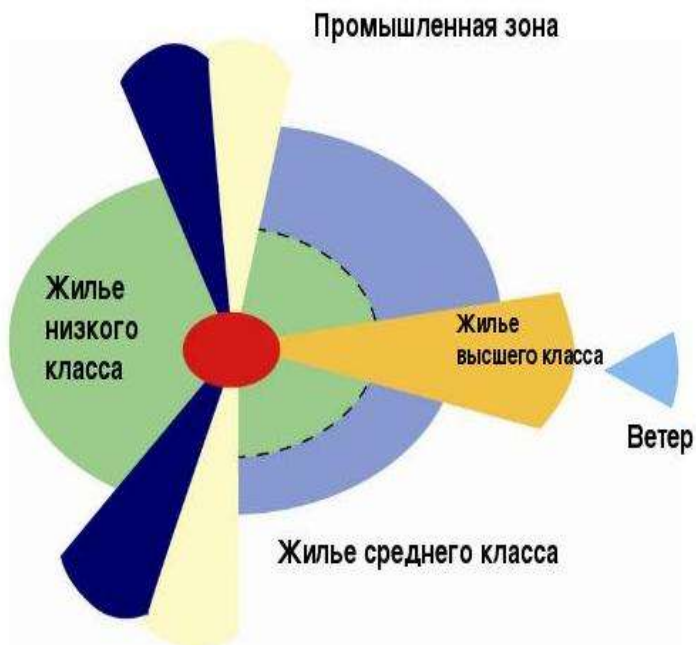 Промышленная зона
Жилье
низкого
класса
Жилье
высшего класса
Ветер
Жилье среднего класса